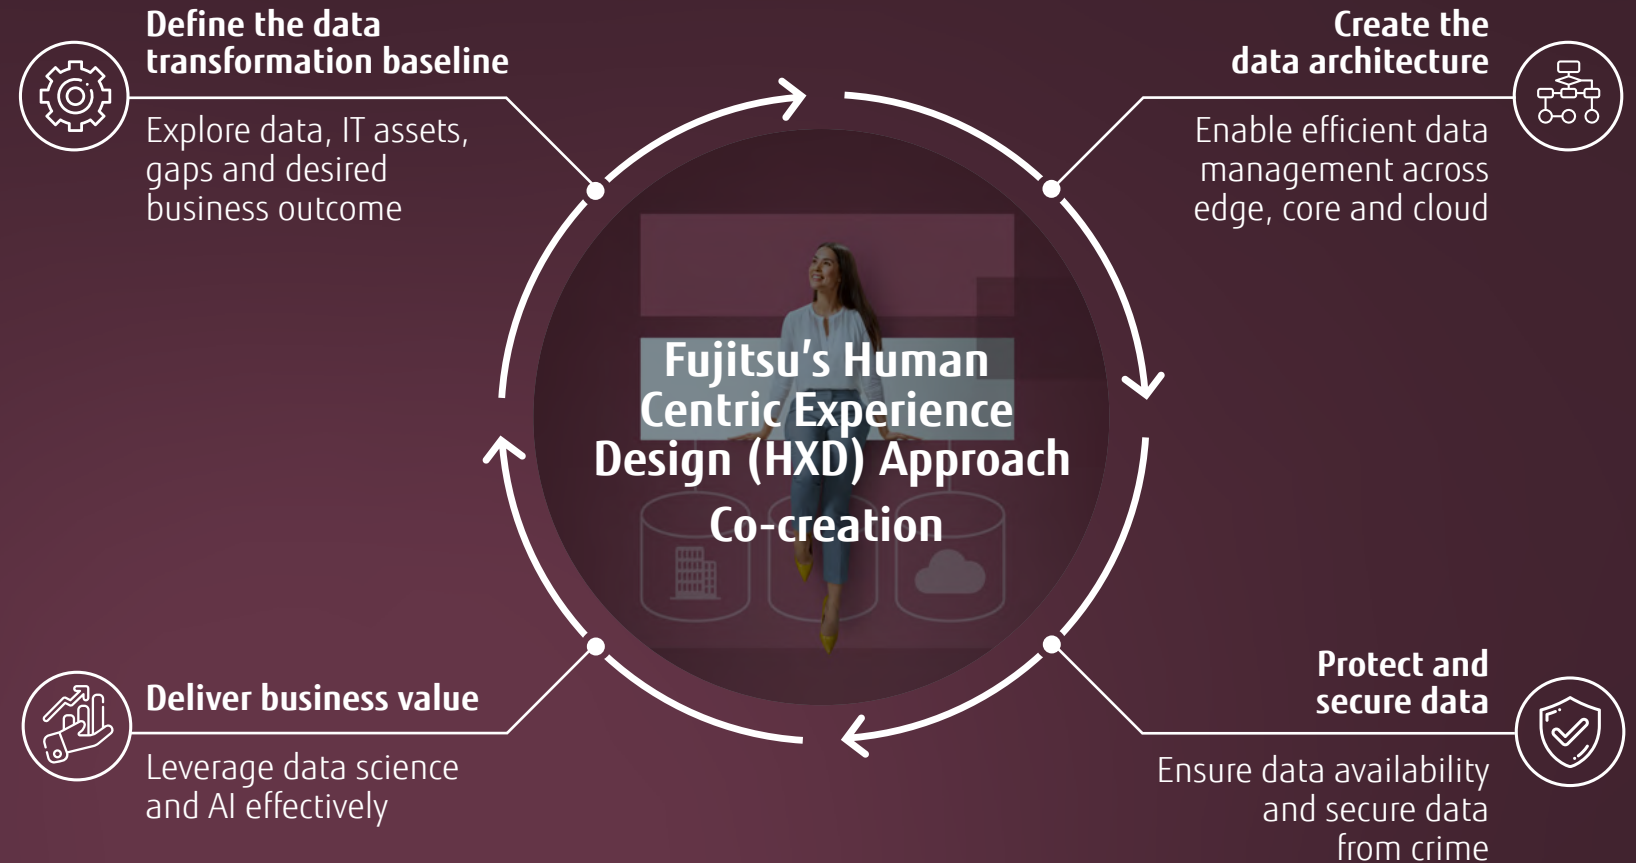 Define the data
transformation baseline
Explore data, IT assets,
gaps and desired
business outcome
Create the
data architecture
Enable efficient data
management across
edge, core and cloud
Fujitsu's Human
Centric Experience
Design (HXD) Approach
Co-creation
Deliver business value
Leverage data science
and AI effectively
Protect and
secure data
Ensure data availability
and secure data
from crime